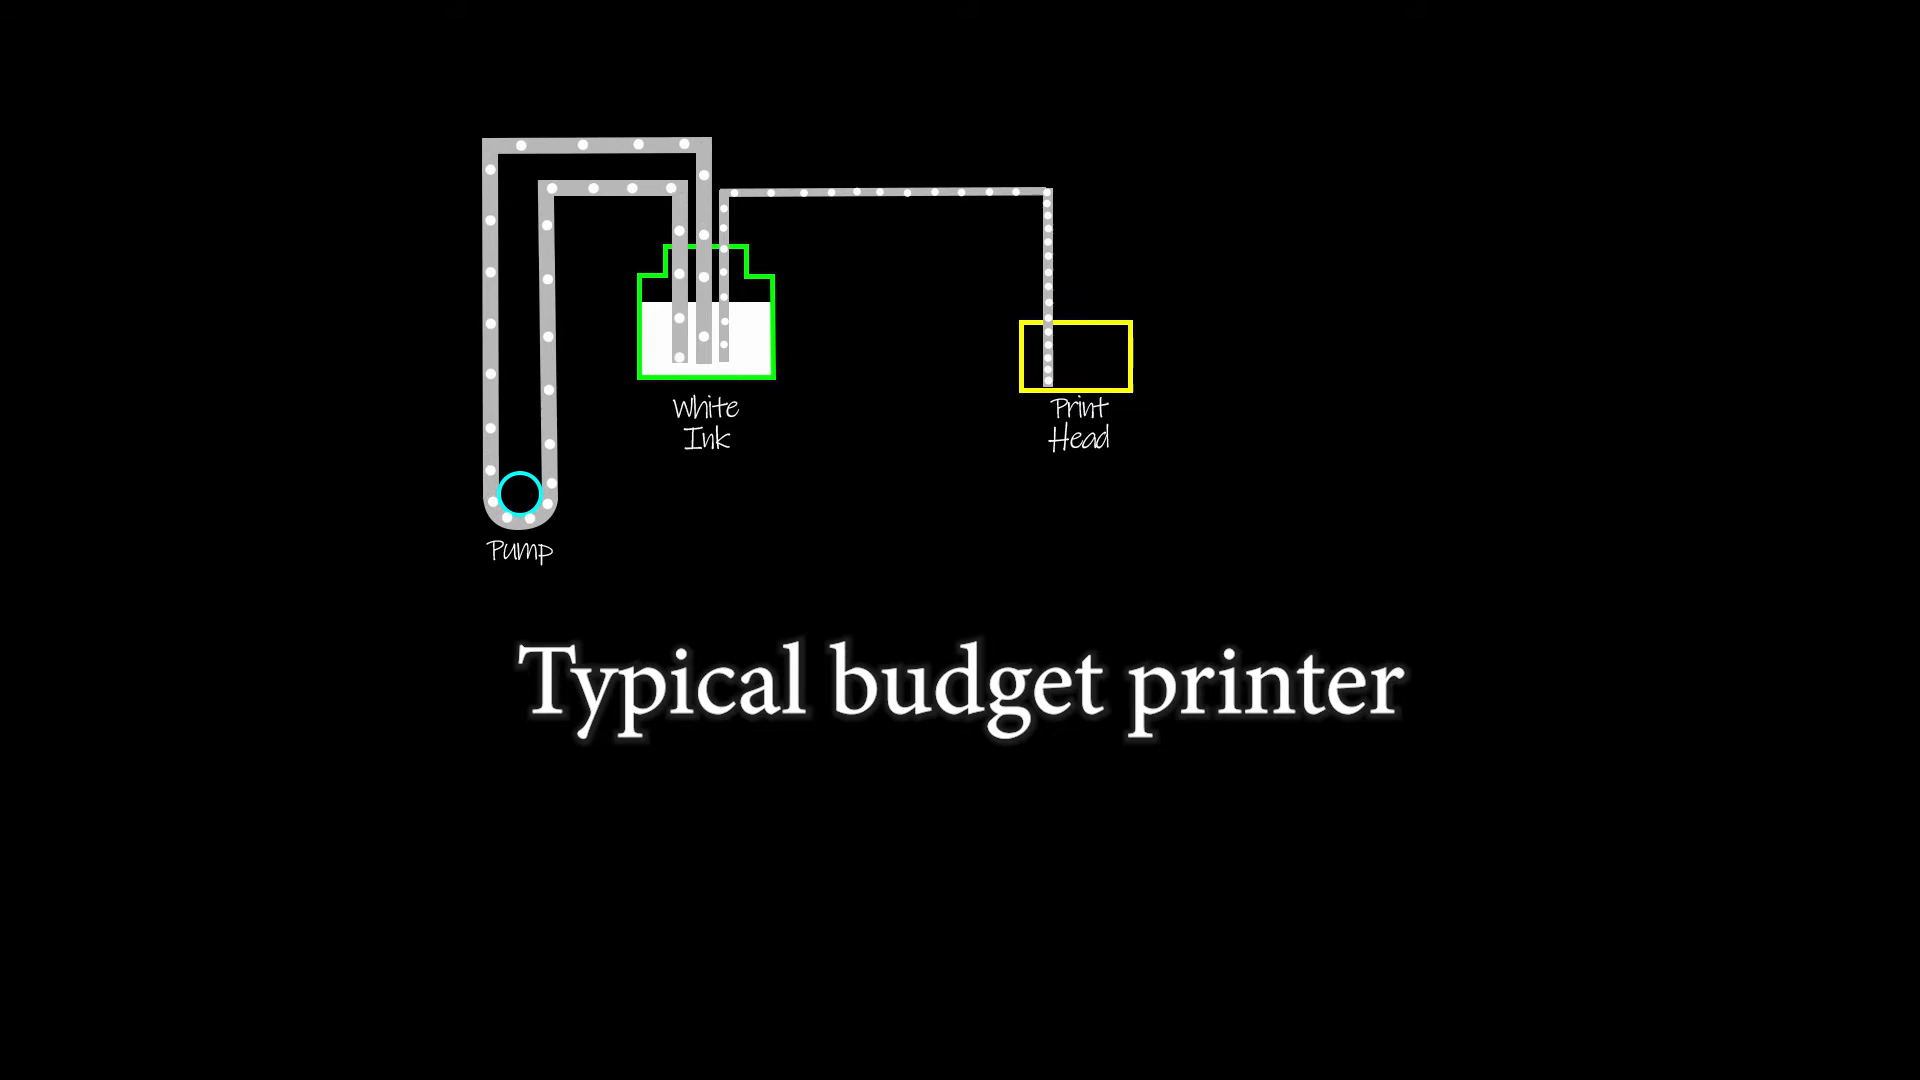 White
Ink
Print
Head
Pump
Typical budget printer